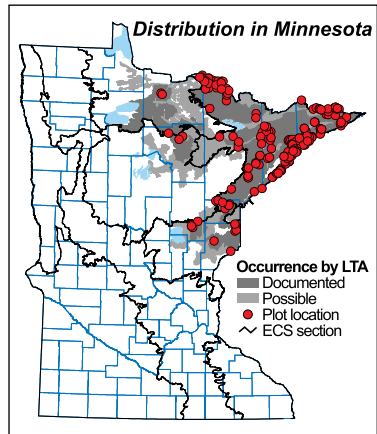 Distribution in Minnesota
Occurrence by LTA
Documented
Possible
Plot location
ECS section